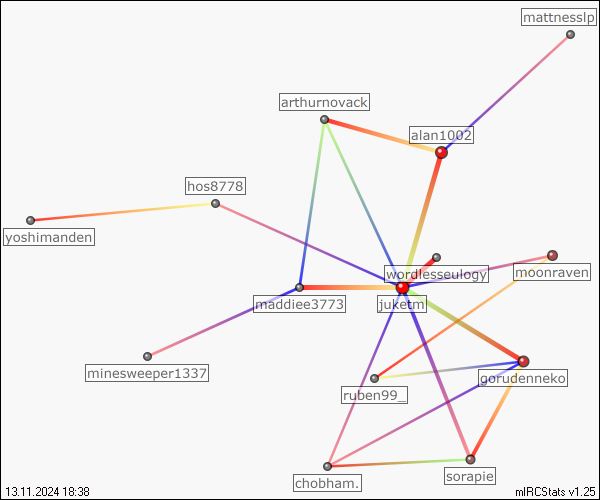 mattnesslp
arthurnovack
alan1002
hos8778
yoshimanden
wordlesseulogy
moonraven
maddiee3773
juketm
minesweeper1337
gorudenneko
ruben99_
sorapie
chobham.
13.11.2024 18:38
mIRCStats v1.25